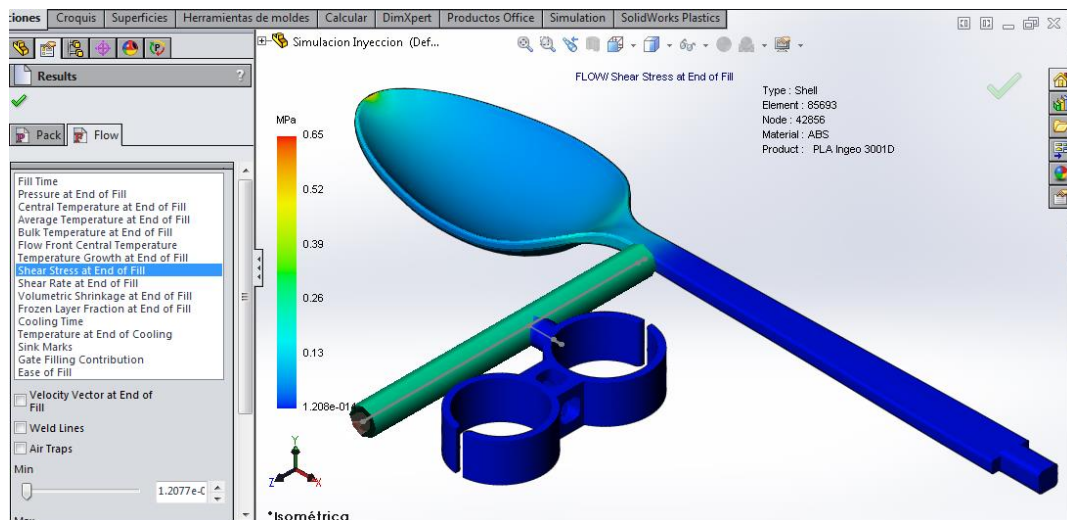 ciones Croquis Superficies Herramientas de moldes Calcular DimXpert Productos Office Simulation SolidWorks Plastics
Simulacion Inyeccion (Def...
Results ?
Pack Flow
Fill Time
Pressure at End of Fill
Central Temperature at End of Fill
Average Temperature at End of Fill
Bulk Temperature at End of Fill
Flow Front Central Temperature
Temperature Growth at End of Fill
Shear Stress at End of Fill
Shear Rate at End of Fill
Volumetric Shrinkage at End of Fill
Frozen Layer Fraction at End of Fill
Cooling Time
Temperature at End of Cooling
Sink Marks
Gate Filling Contribution
Ease of Fill
Velocity Vector at End of
Fill
Weld Lines
Air Traps
Min
FLOW/ Shear Stress at End of Fill
Type : Shell
Element : 85693
Node : 42856
Material : ABS
Product : PLA Ingeo 3001D
MPa
0.65
0.52
0.39
0.26
0.13
Y
Z
X
*Isométrica